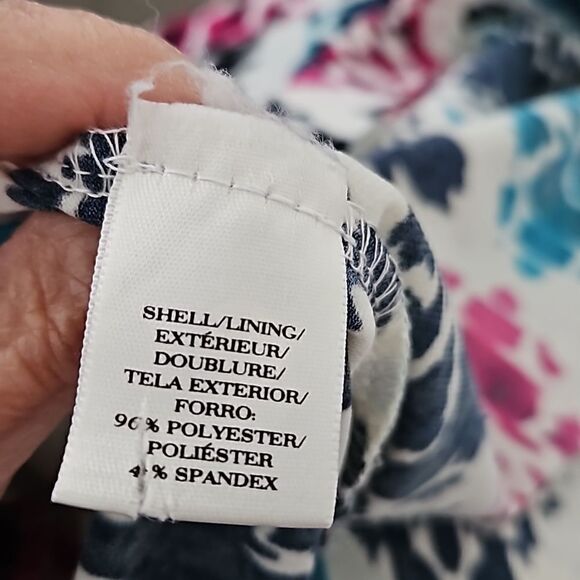 SHELL/LINING/
EXTÉRIEUR/
DOUBLURE/
TELA EXTERIOR/
FORRO:
96% POLYESTER/
POLIÉSTER
4% SPANDEX